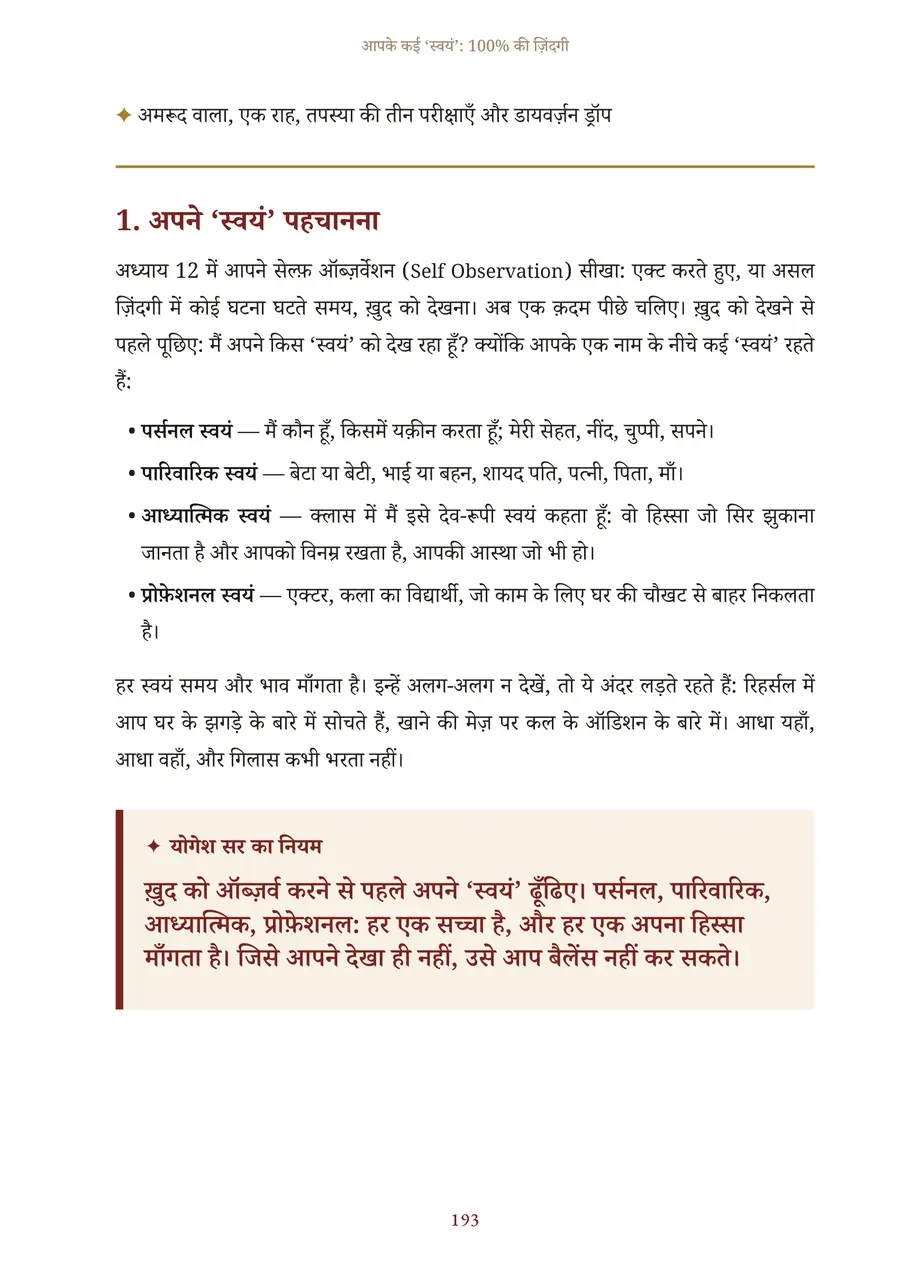 आपके कई ‘स्वयं’: 100% की ज़िंदगी
✦ अमरूद वाला, एक राह, तपस्या की तीन परीक्षाएँ और डायवर्ज़न ड्रॉप
1. अपने ‘स्वयं’ पहचानना
अध्याय 12 में आपने सेल्फ़ ऑब्ज़र्वेशन (Self Observation) सीखा: एक्ट करते हुए, या असल
ज़िंदगी में कोई घटना घटते समय, ख़ुद को देखना। अब एक क़दम पीछे चलिए। ख़ुद को देखने से
पहले पूछिए: मैं अपने किस ‘स्वयं’ को देख रहा हूँ? क्योंकि आपके एक नाम के नीचे कई ‘स्वयं’ रहते
हैं:
• पर्सनल स्वयं — मैं कौन हूँ, किसमें यक़ीन करता हूँ; मेरी सेहत, नींद, चुप्पी, सपने।
• पारिवारिक स्वयं — बेटा या बेटी, भाई या बहन, शायद पति, पत्नी, पिता, माँ।
• आध्यात्मिक स्वयं — क्लास में मैं इसे देव-रूपी स्वयं कहता हूँ: वो हिस्सा जो सिर झुकाना
जानता है और आपको विनम्र रखता है, आपकी आस्था जो भी हो।
• प्रोफ़ेशनल स्वयं — एक्टर, कला का विद्यार्थी, जो काम के लिए घर की चौखट से बाहर निकलता
है।
हर स्वयं समय और भाव माँगता है। इन्हें अलग-अलग न देखें, तो ये अंदर लड़ते रहते हैं: रिहर्सल में
आप घर के झगड़े के बारे में सोचते हैं, खाने की मेज़ पर कल के ऑडिशन के बारे में। आधा यहाँ,
आधा वहाँ, और गिलास कभी भरता नहीं।
✦ योगेश सर का नियम
ख़ुद को ऑब्ज़र्व करने से पहले अपने ‘स्वयं’ ढूँढिए। पर्सनल, पारिवारिक,
आध्यात्मिक, प्रोफ़ेशनल: हर एक सच्चा है, और हर एक अपना हिस्सा
माँगता है। जिसे आपने देखा ही नहीं, उसे आप बैलेंस नहीं कर सकते।
193